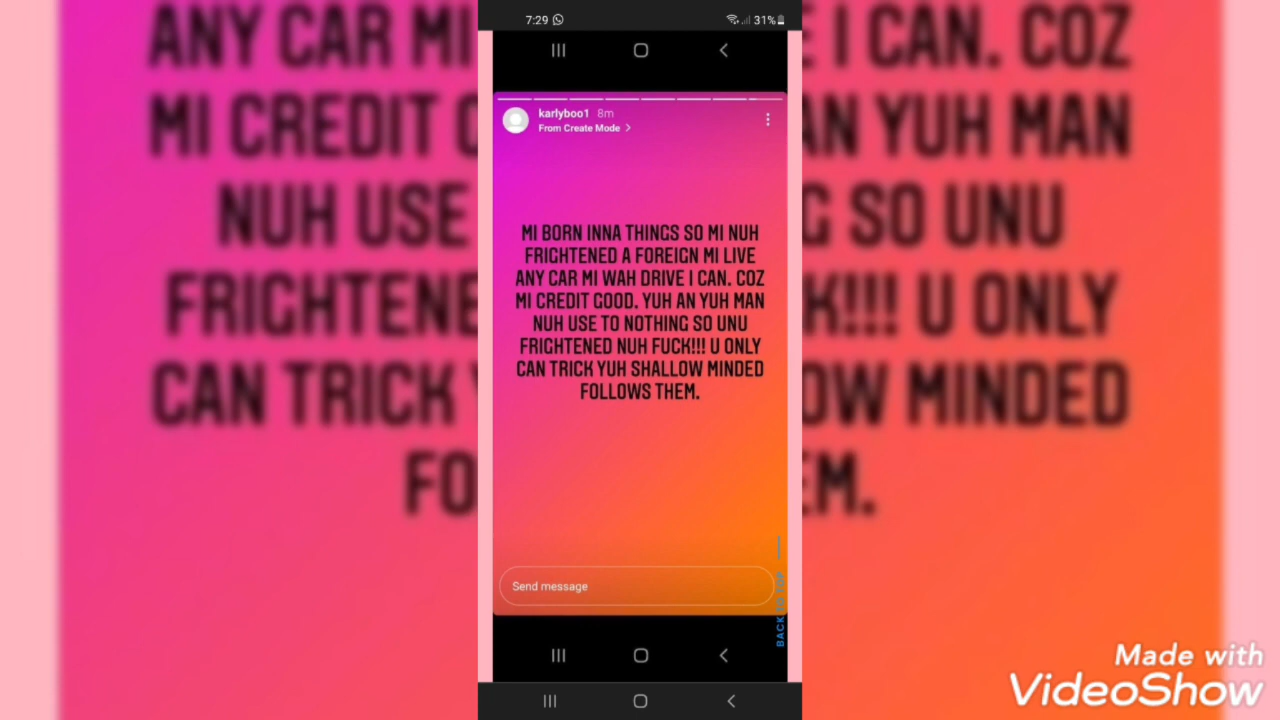 7:29 31%
karlyboo1 8m
From Create Mode >
MI BORN INNA THINGS SO MI NUH
FRIGHTENED A FOREIGN MI LIVE
ANY CAR MI WAH DRIVE I CAN. COZ
MI CREDIT GOOD. YUH AN YUH MAN
NUH USE TO NOTHING SO UNU
FRIGHTENED NUH FUCK!!! U ONLY
CAN TRICK YUH SHALLOW MINDED
FOLLOWS THEM.
Send message
BACK TO TOP
Made with
VideoShow